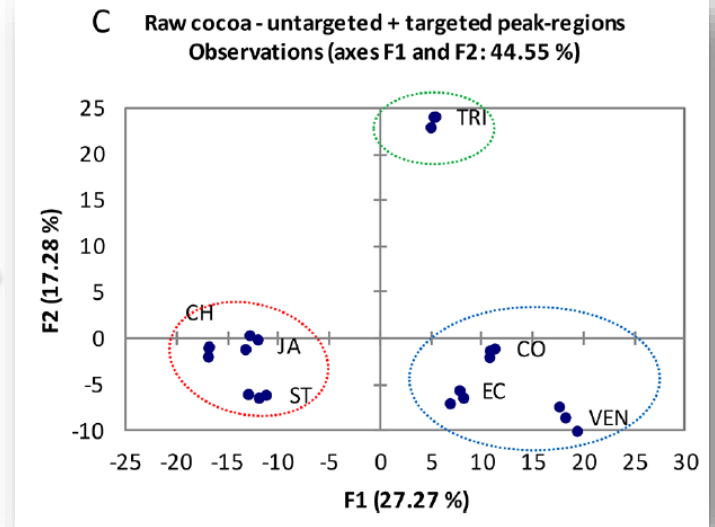 C
Raw cocoa - untargeted + targeted peak-regions
Observations (axes F1 and F2: 44.55 %)
25
TRI
20
15
10
5
CH
0
JA
CO
-5
EC
ST
VEN
-10
-25 -20 -15 -10 -5 0 5 10 15 20 25 30
F2 (17.28 %)
F1 (27.27 %)